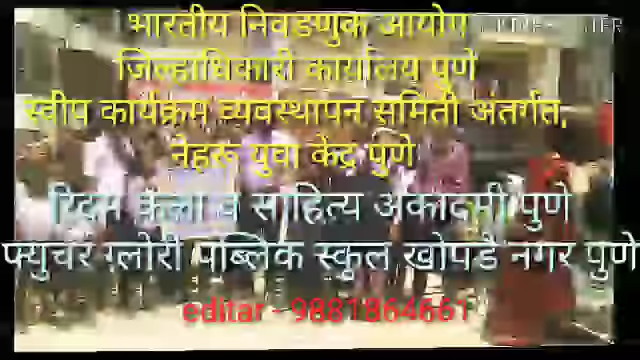 भारतीय निवडणुक आयोग
जिल्हाधिकारी कार्यालय पुणे
स्वीप कार्यक्रम व्यवस्थापन समिती अंतर्गत,
नेहरू युवा केंद्र पुणे
रिदम कला व साहित्य अकादमी पुणे
फ्युचर ग्लोरी पब्लिक स्कुल खोपडे नगर पुणे
editar - 9881864661